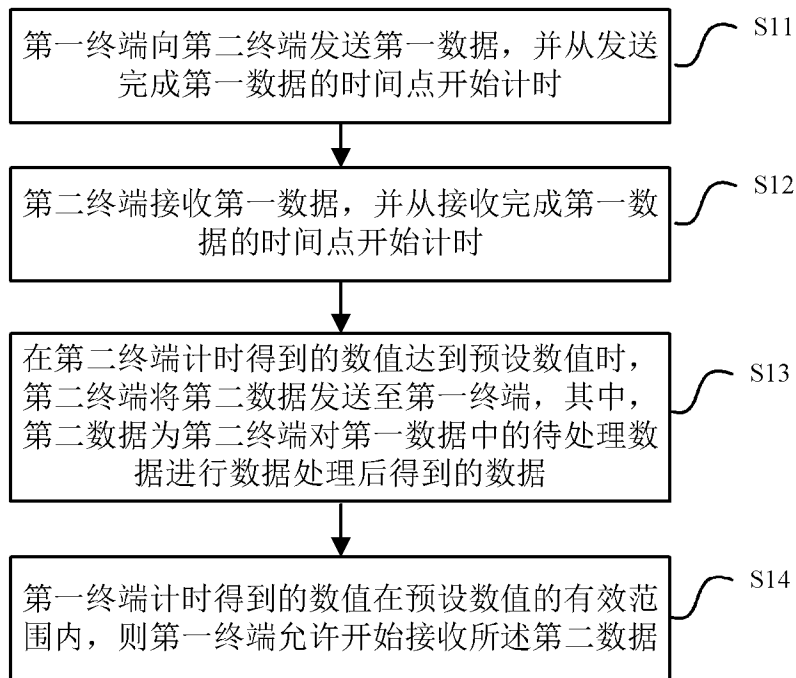 第一终端向第二终端发送第一数据，并从发送
完成第一数据的时间点开始计时
S11
第二终端接收第一数据，并从接收完成第一数
据的时间点开始计时
S12
在第二终端计时得到的数值达到预设数值时，
第二终端将第二数据发送至第一终端，其中，
第二数据为第二终端对第一数据中的待处理数
据进行数据处理后得到的数据
S13
第一终端计时得到的数值在预设数值的有效范
围内，则第一终端允许开始接收所述第二数据
S14